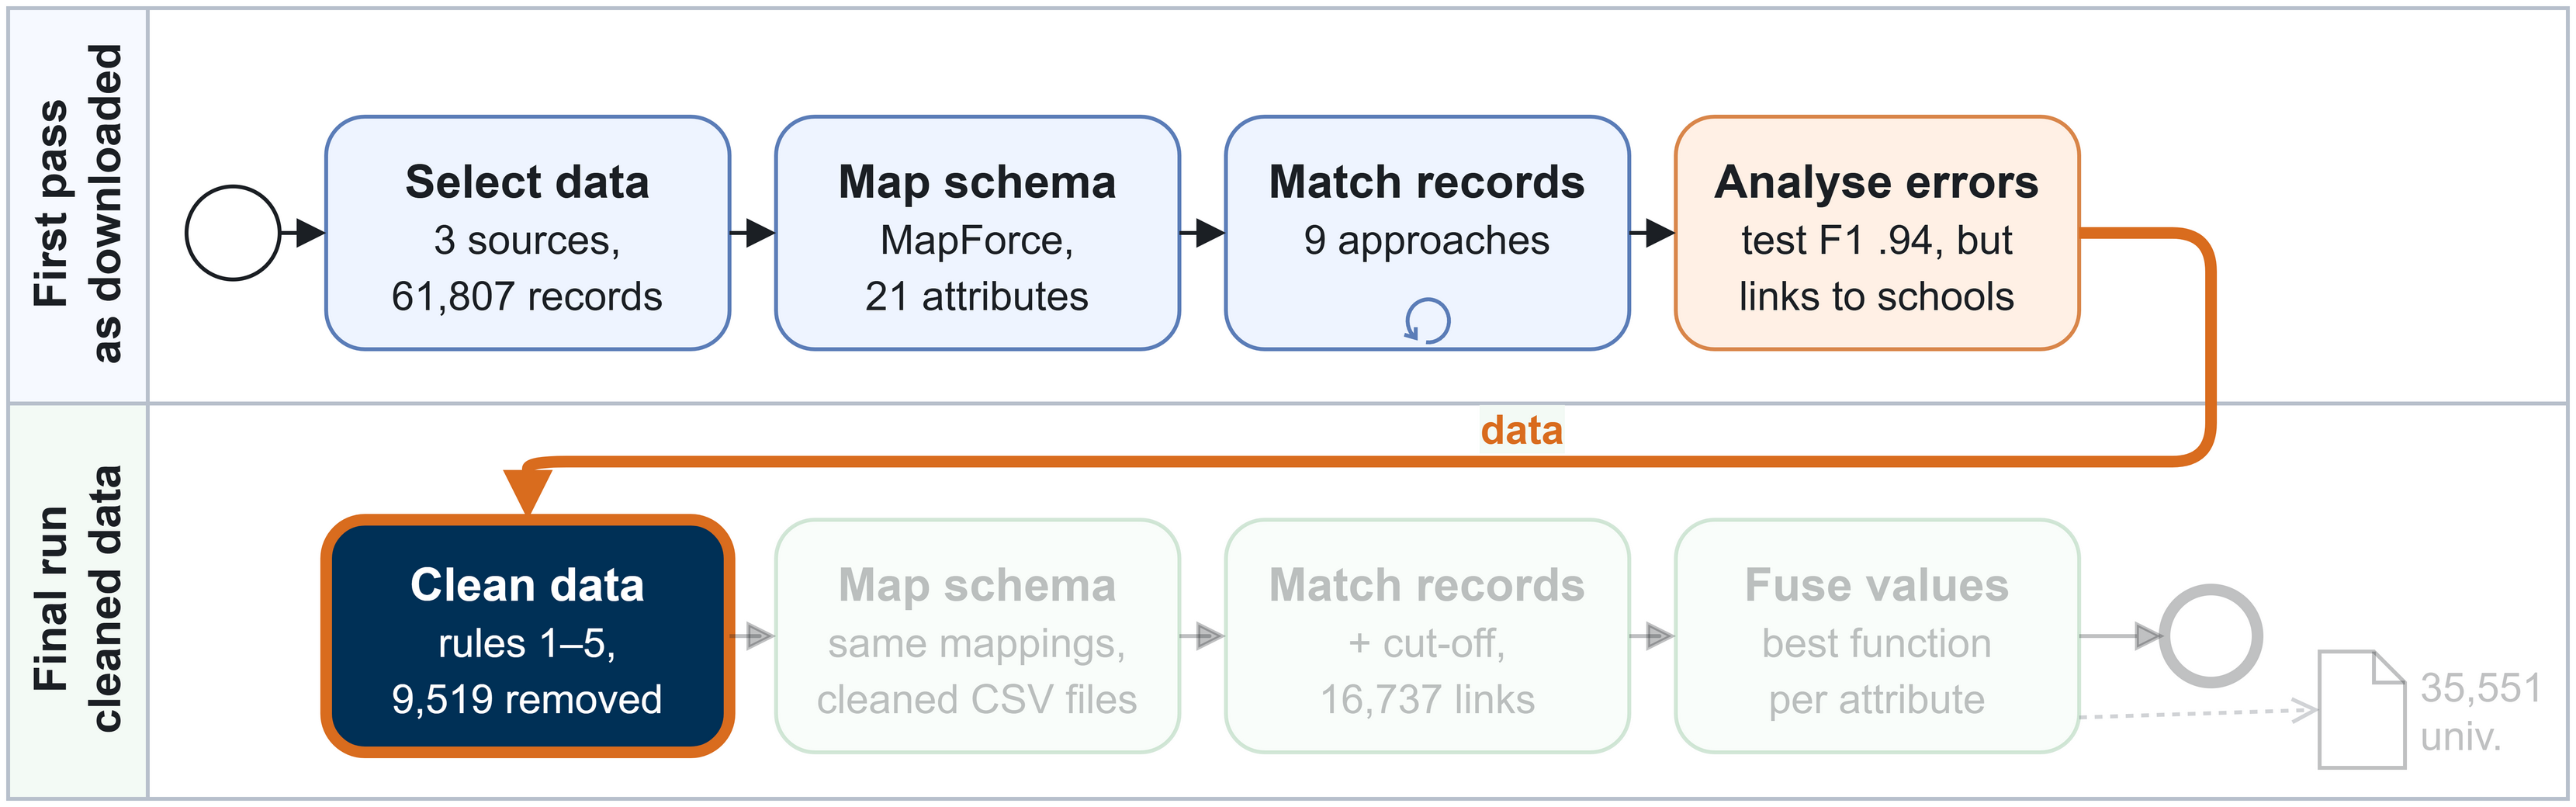 First pass
as downloaded
Select data
3 sources,
61,807 records
Map schema
MapForce,
21 attributes
Match records
9 approaches
Analyse errors
test F1 .94, but
links to schools
data
Final run
cleaned data
Clean data
rules 1–5,
9,519 removed
Map schema
same mappings,
cleaned CSV files
Match records
+ cut-off,
16,737 links
Fuse values
best function
per attribute
35,551
univ.